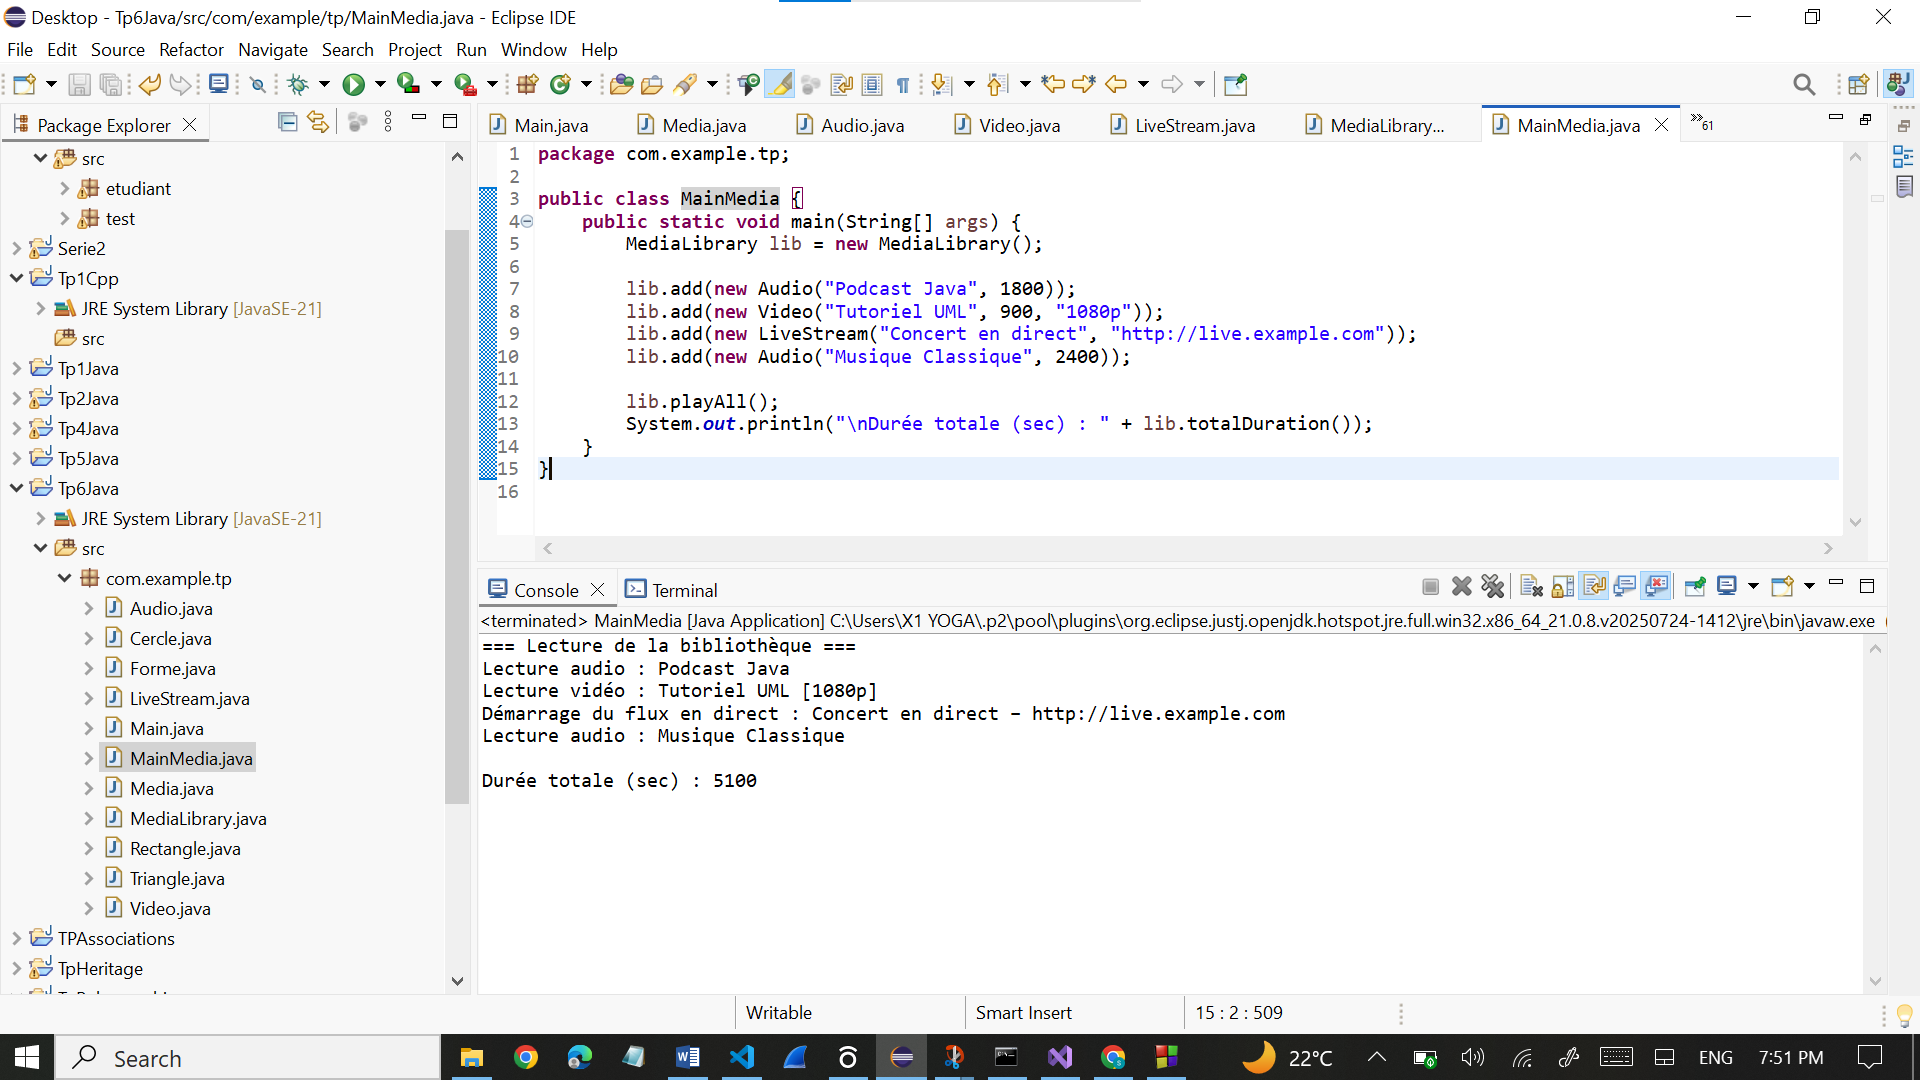 Desktop - Tp6Java/src/com/example/tp/MainMedia.java - Eclipse IDE
File Edit Source Refactor Navigate Search Project Run Window Help
Package Explorer
src
etudiant
test
Serie2
Tp1Cpp
JRE System Library [JavaSE-21]
src
Tp1Java
Tp2Java
Tp4Java
Tp5Java
Tp6Java
JRE System Library [JavaSE-21]
src
com.example.tp
Audio.java
Cercle.java
Forme.java
LiveStream.java
Main.java
MainMedia.java
Media.java
MediaLibrary.java
Rectangle.java
Triangle.java
Video.java
TPAssociations
TpHeritage
Main.java Media.java Audio.java Video.java LiveStream.java MediaLibrary... MainMedia.java 61
1 package com.example.tp;
2
3 public class MainMedia {
4 public static void main(String[] args) {
5 MediaLibrary lib = new MediaLibrary();
6
7 lib.add(new Audio("Podcast Java", 1800));
8 lib.add(new Video("Tutoriel UML", 900, "1080p"));
9 lib.add(new LiveStream("Concert en direct", "http://live.example.com"));
10 lib.add(new Audio("Musique Classique", 2400));
11
12 lib.playAll();
13 System.out.println("\nDurée totale (sec) : " + lib.totalDuration());
14 }
15 }
16
Console Terminal
<terminated> MainMedia [Java Application] C:\Users\X1 YOGA\.p2\pool\plugins\org.eclipse.justj.openjdk.hotspot.jre.full.win32.x86_64_21.0.8.v20250724-1412\jre\bin\javaw.exe (
=== Lecture de la bibliothèque ===
Lecture audio : Podcast Java
Lecture vidéo : Tutoriel UML [1080p]
Démarrage du flux en direct : Concert en direct – http://live.example.com
Lecture audio : Musique Classique
Durée totale (sec) : 5100
Writable Smart Insert 15 : 2 : 509
Search 22°C ENG 7:51 PM